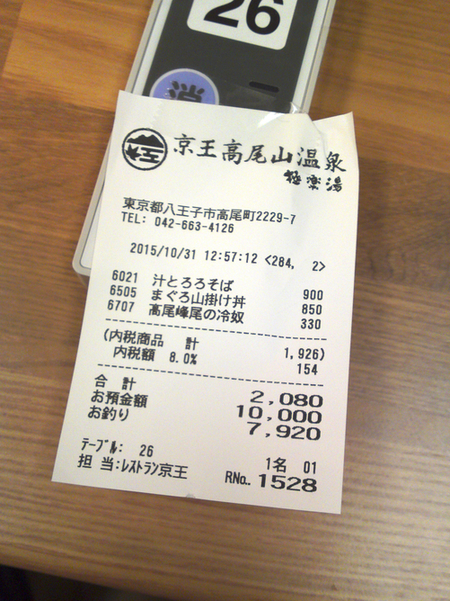 26
消
京王高尾山温泉
極楽湯
東京都八王子市高尾町2229-7
TEL: 042-663-4126
2015/10/31 12:57:12 <284, 2>
6021 汁とろろそば 900
6505 まぐろ山掛け丼 850
6707 高尾峰尾の冷奴 330
(内税商品 計 1,926)
内税額 8.0% 154
合 計 2,080
お預金額 10,000
お釣り 7,920
テーブル: 26 1名 01
担 当:レストラン京王 RNo.. 1528